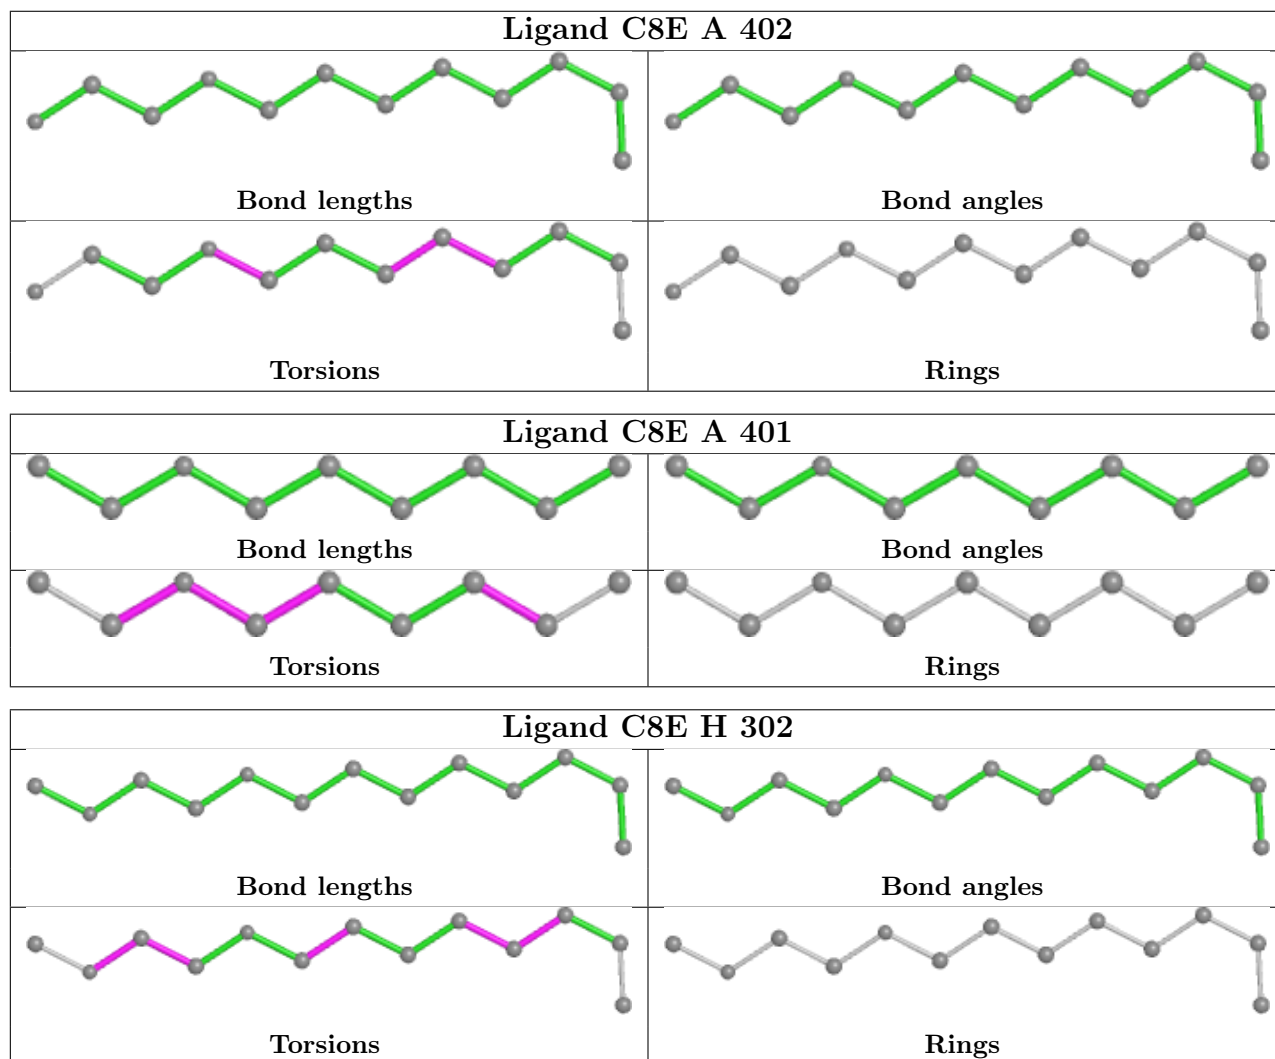 Ligand C8E A 402
Bond lengths
Bond angles
Torsions
Rings
Ligand C8E A 401
Bond lengths
Bond angles
Torsions
Rings
Ligand C8E H 302
Bond lengths
Bond angles
Torsions
Rings